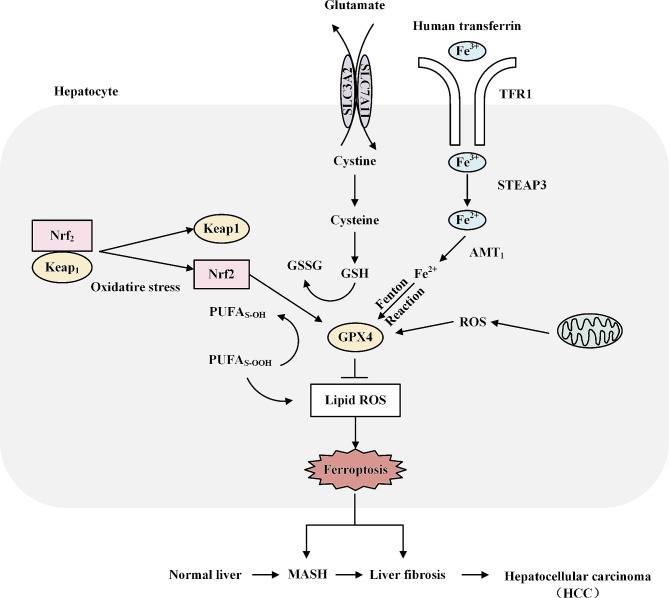 Glutamate
Human transferrin
Fe³⁺
Hepatocyte
SLC3A2
SLC7A11
TFR1
Cystine
Fe³⁺
STEAP3
Cysteine
Fe²⁺
Nrf₂
Keap1
AMT₁
Keap₁
GSSG
GSH
Fe²⁺
Nrf2
Oxidatire stress
Fenton
Reaction
PUFA_S-OH
ROS
GPX4
PUFA_S-OOH
Lipid ROS
Ferroptosis
Normal liver
MASH
Liver fibrosis
Hepatocellular carcinoma
（HCC）